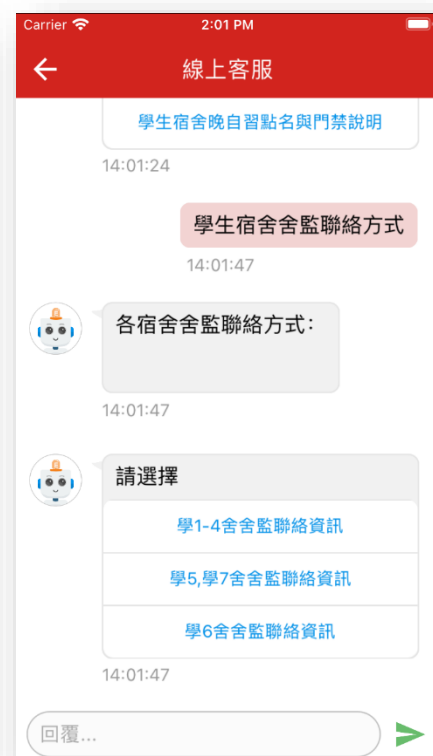 Carrier 2:01 PM
線上客服
學生宿舍晚自習點名與門禁說明
14:01:24
學生宿舍舍監聯絡方式
14:01:47
各宿舍舍監聯絡方式：
14:01:47
請選擇
學1-4舍舍監聯絡資訊
學5,學7舍舍監聯絡資訊
學6舍舍監聯絡資訊
14:01:47
回覆...